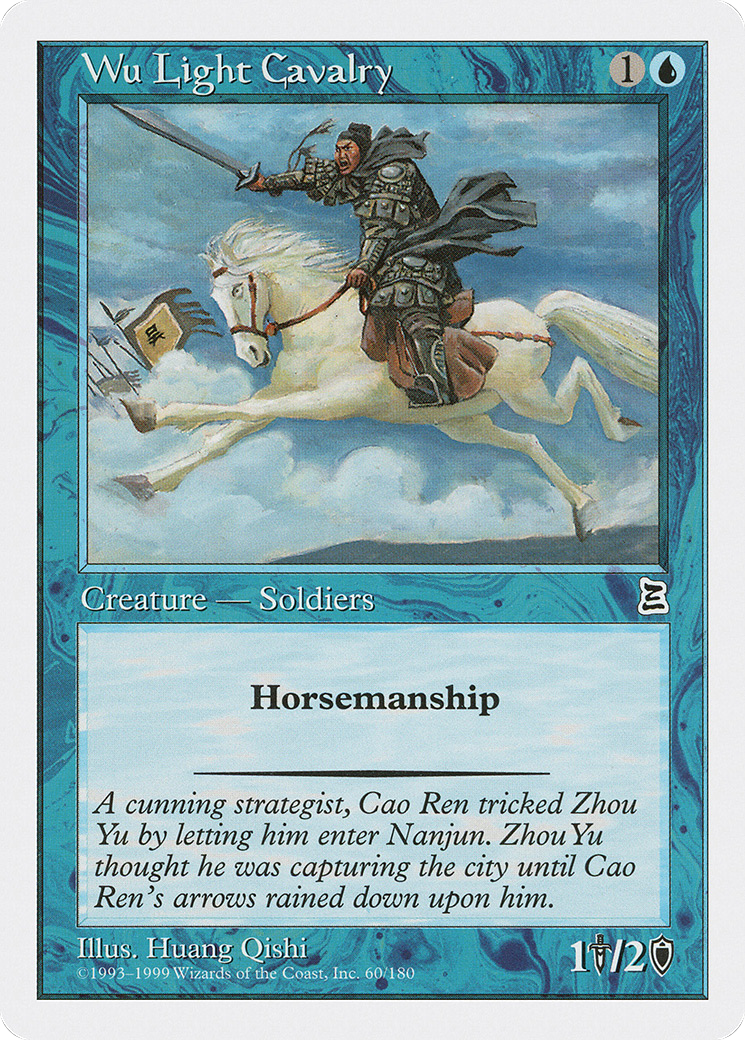 Wu Light Cavalry
1
Creature — Soldiers
Horsemanship
A cunning strategist, Cao Ren tricked Zhou
Yu by letting him enter Nanjun. Zhou Yu
thought he was capturing the city until Cao
Ren's arrows rained down upon him.
Illus. Huang Qishi
©1993–1999 Wizards of the Coast, Inc. 60/180
1/2